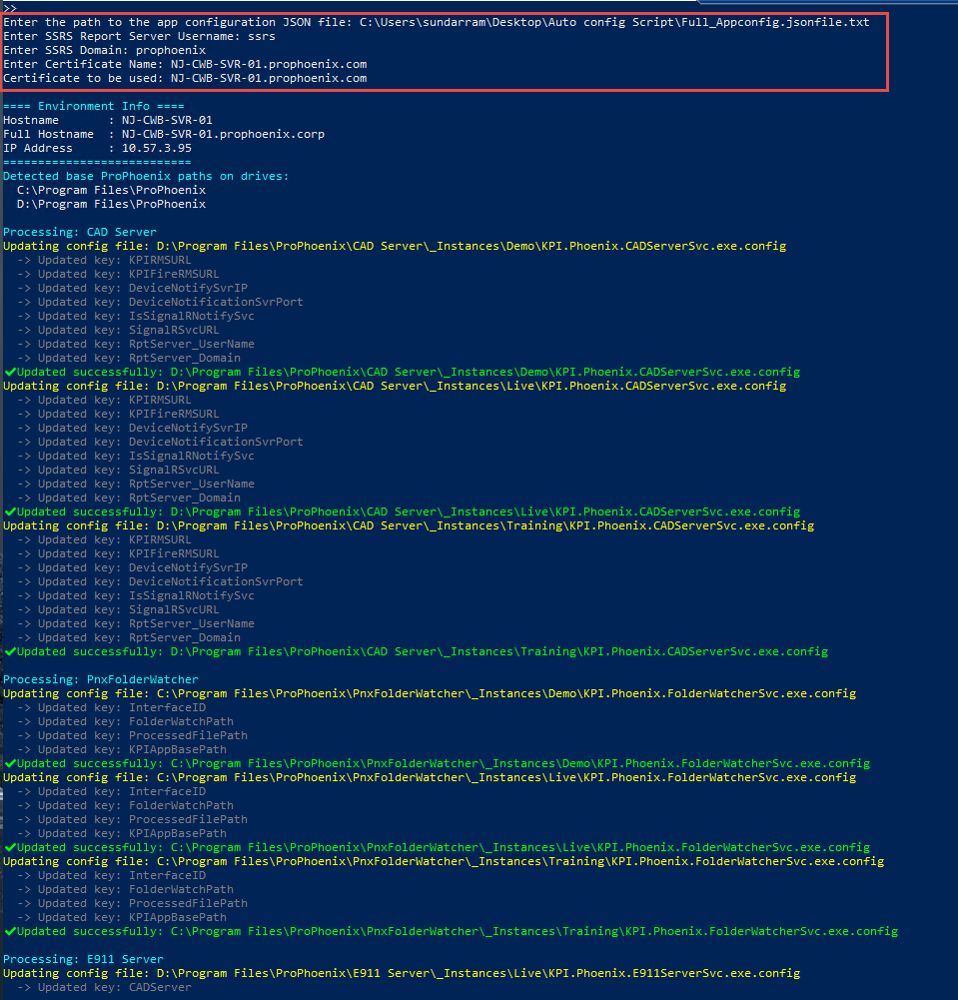 >>
Enter the path to the app configuration JSON file: C:\Users\sundarram\Desktop\Auto config Script\Full_Appconfig.jsonfile.txt
Enter SSRS Report Server Username: ssrs
Enter SSRS Domain: prophoenix
Enter Certificate Name: NJ-CWB-SVR-01.prophoenix.com
Certificate to be used: NJ-CWB-SVR-01.prophoenix.com
==== Environment Info ====
Hostname       : NJ-CWB-SVR-01
Full Hostname  : NJ-CWB-SVR-01.prophoenix.corp
IP Address     : 10.57.3.95
===========================
Detected base ProPhoenix paths on drives:
  C:\Program Files\ProPhoenix
  D:\Program Files\ProPhoenix
Processing: CAD Server
Updating config file: D:\Program Files\ProPhoenix\CAD Server\_Instances\Demo\KPI.Phoenix.CADServerSvc.exe.config
  -> Updated key: KPIRMSURL
  -> Updated key: KPIFireRMSURL
  -> Updated key: DeviceNotifySvrIP
  -> Updated key: DeviceNotificationSvrPort
  -> Updated key: IsSignalRNotifySvc
  -> Updated key: SignalRSvcURL
  -> Updated key: RptServer_UserName
  -> Updated key: RptServer_Domain
✔Updated successfully: D:\Program Files\ProPhoenix\CAD Server\_Instances\Demo\KPI.Phoenix.CADServerSvc.exe.config
Updating config file: D:\Program Files\ProPhoenix\CAD Server\_Instances\Live\KPI.Phoenix.CADServerSvc.exe.config
  -> Updated key: KPIRMSURL
  -> Updated key: KPIFireRMSURL
  -> Updated key: DeviceNotifySvrIP
  -> Updated key: DeviceNotificationSvrPort
  -> Updated key: IsSignalRNotifySvc
  -> Updated key: SignalRSvcURL
  -> Updated key: RptServer_UserName
  -> Updated key: RptServer_Domain
✔Updated successfully: D:\Program Files\ProPhoenix\CAD Server\_Instances\Live\KPI.Phoenix.CADServerSvc.exe.config
Updating config file: D:\Program Files\ProPhoenix\CAD Server\_Instances\Training\KPI.Phoenix.CADServerSvc.exe.config
  -> Updated key: KPIRMSURL
  -> Updated key: KPIFireRMSURL
  -> Updated key: DeviceNotifySvrIP
  -> Updated key: DeviceNotificationSvrPort
  -> Updated key: IsSignalRNotifySvc
  -> Updated key: SignalRSvcURL
  -> Updated key: RptServer_UserName
  -> Updated key: RptServer_Domain
✔Updated successfully: D:\Program Files\ProPhoenix\CAD Server\_Instances\Training\KPI.Phoenix.CADServerSvc.exe.config
Processing: PnxFolderWatcher
Updating config file: C:\Program Files\ProPhoenix\PnxFolderWatcher\_Instances\Demo\KPI.Phoenix.FolderWatcherSvc.exe.config
  -> Updated key: InterfaceID
  -> Updated key: FolderWatchPath
  -> Updated key: ProcessedFilePath
  -> Updated key: KPIAppBasePath
✔Updated successfully: C:\Program Files\ProPhoenix\PnxFolderWatcher\_Instances\Demo\KPI.Phoenix.FolderWatcherSvc.exe.config
Updating config file: C:\Program Files\ProPhoenix\PnxFolderWatcher\_Instances\Live\KPI.Phoenix.FolderWatcherSvc.exe.config
  -> Updated key: InterfaceID
  -> Updated key: FolderWatchPath
  -> Updated key: ProcessedFilePath
  -> Updated key: KPIAppBasePath
✔Updated successfully: C:\Program Files\ProPhoenix\PnxFolderWatcher\_Instances\Live\KPI.Phoenix.FolderWatcherSvc.exe.config
Updating config file: C:\Program Files\ProPhoenix\PnxFolderWatcher\_Instances\Training\KPI.Phoenix.FolderWatcherSvc.exe.config
  -> Updated key: InterfaceID
  -> Updated key: FolderWatchPath
  -> Updated key: ProcessedFilePath
  -> Updated key: KPIAppBasePath
✔Updated successfully: C:\Program Files\ProPhoenix\PnxFolderWatcher\_Instances\Training\KPI.Phoenix.FolderWatcherSvc.exe.config
Processing: E911 Server
Updating config file: D:\Program Files\ProPhoenix\E911 Server\_Instances\Live\KPI.Phoenix.E911ServerSvc.exe.config
  -> Updated key: CADServer